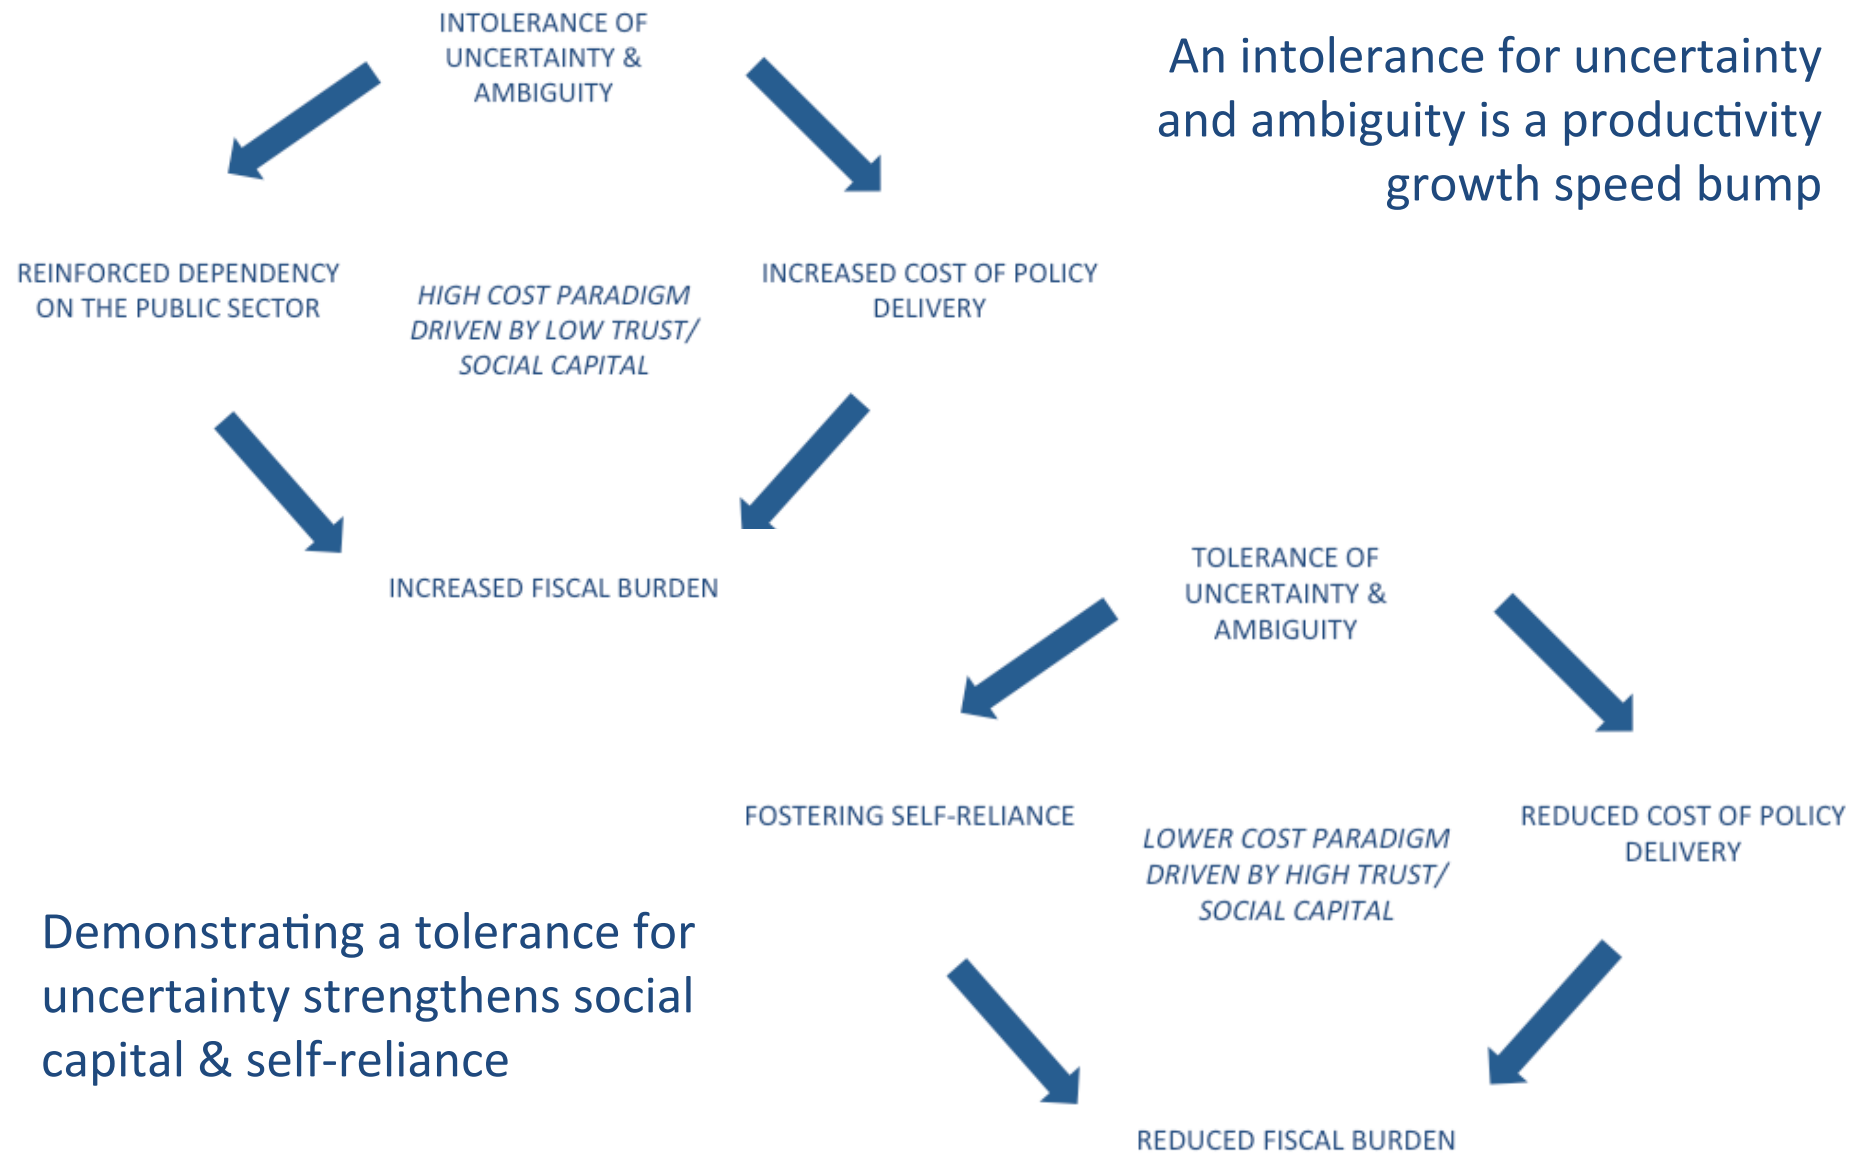 INTOLERANCE OF
UNCERTAINTY &
AMBIGUITY
An intolerance for uncertainty
and ambiguity is a productivity
growth speed bump
REINFORCED DEPENDENCY
ON THE PUBLIC SECTOR
HIGH COST PARADIGM
DRIVEN BY LOW TRUST/
SOCIAL CAPITAL
INCREASED COST OF POLICY
DELIVERY
INCREASED FISCAL BURDEN
TOLERANCE OF
UNCERTAINTY &
AMBIGUITY
FOSTERING SELF-RELIANCE
LOWER COST PARADIGM
DRIVEN BY HIGH TRUST/
SOCIAL CAPITAL
REDUCED COST OF POLICY
DELIVERY
Demonstrating a tolerance for
uncertainty strengthens social
capital & self-reliance
REDUCED FISCAL BURDEN